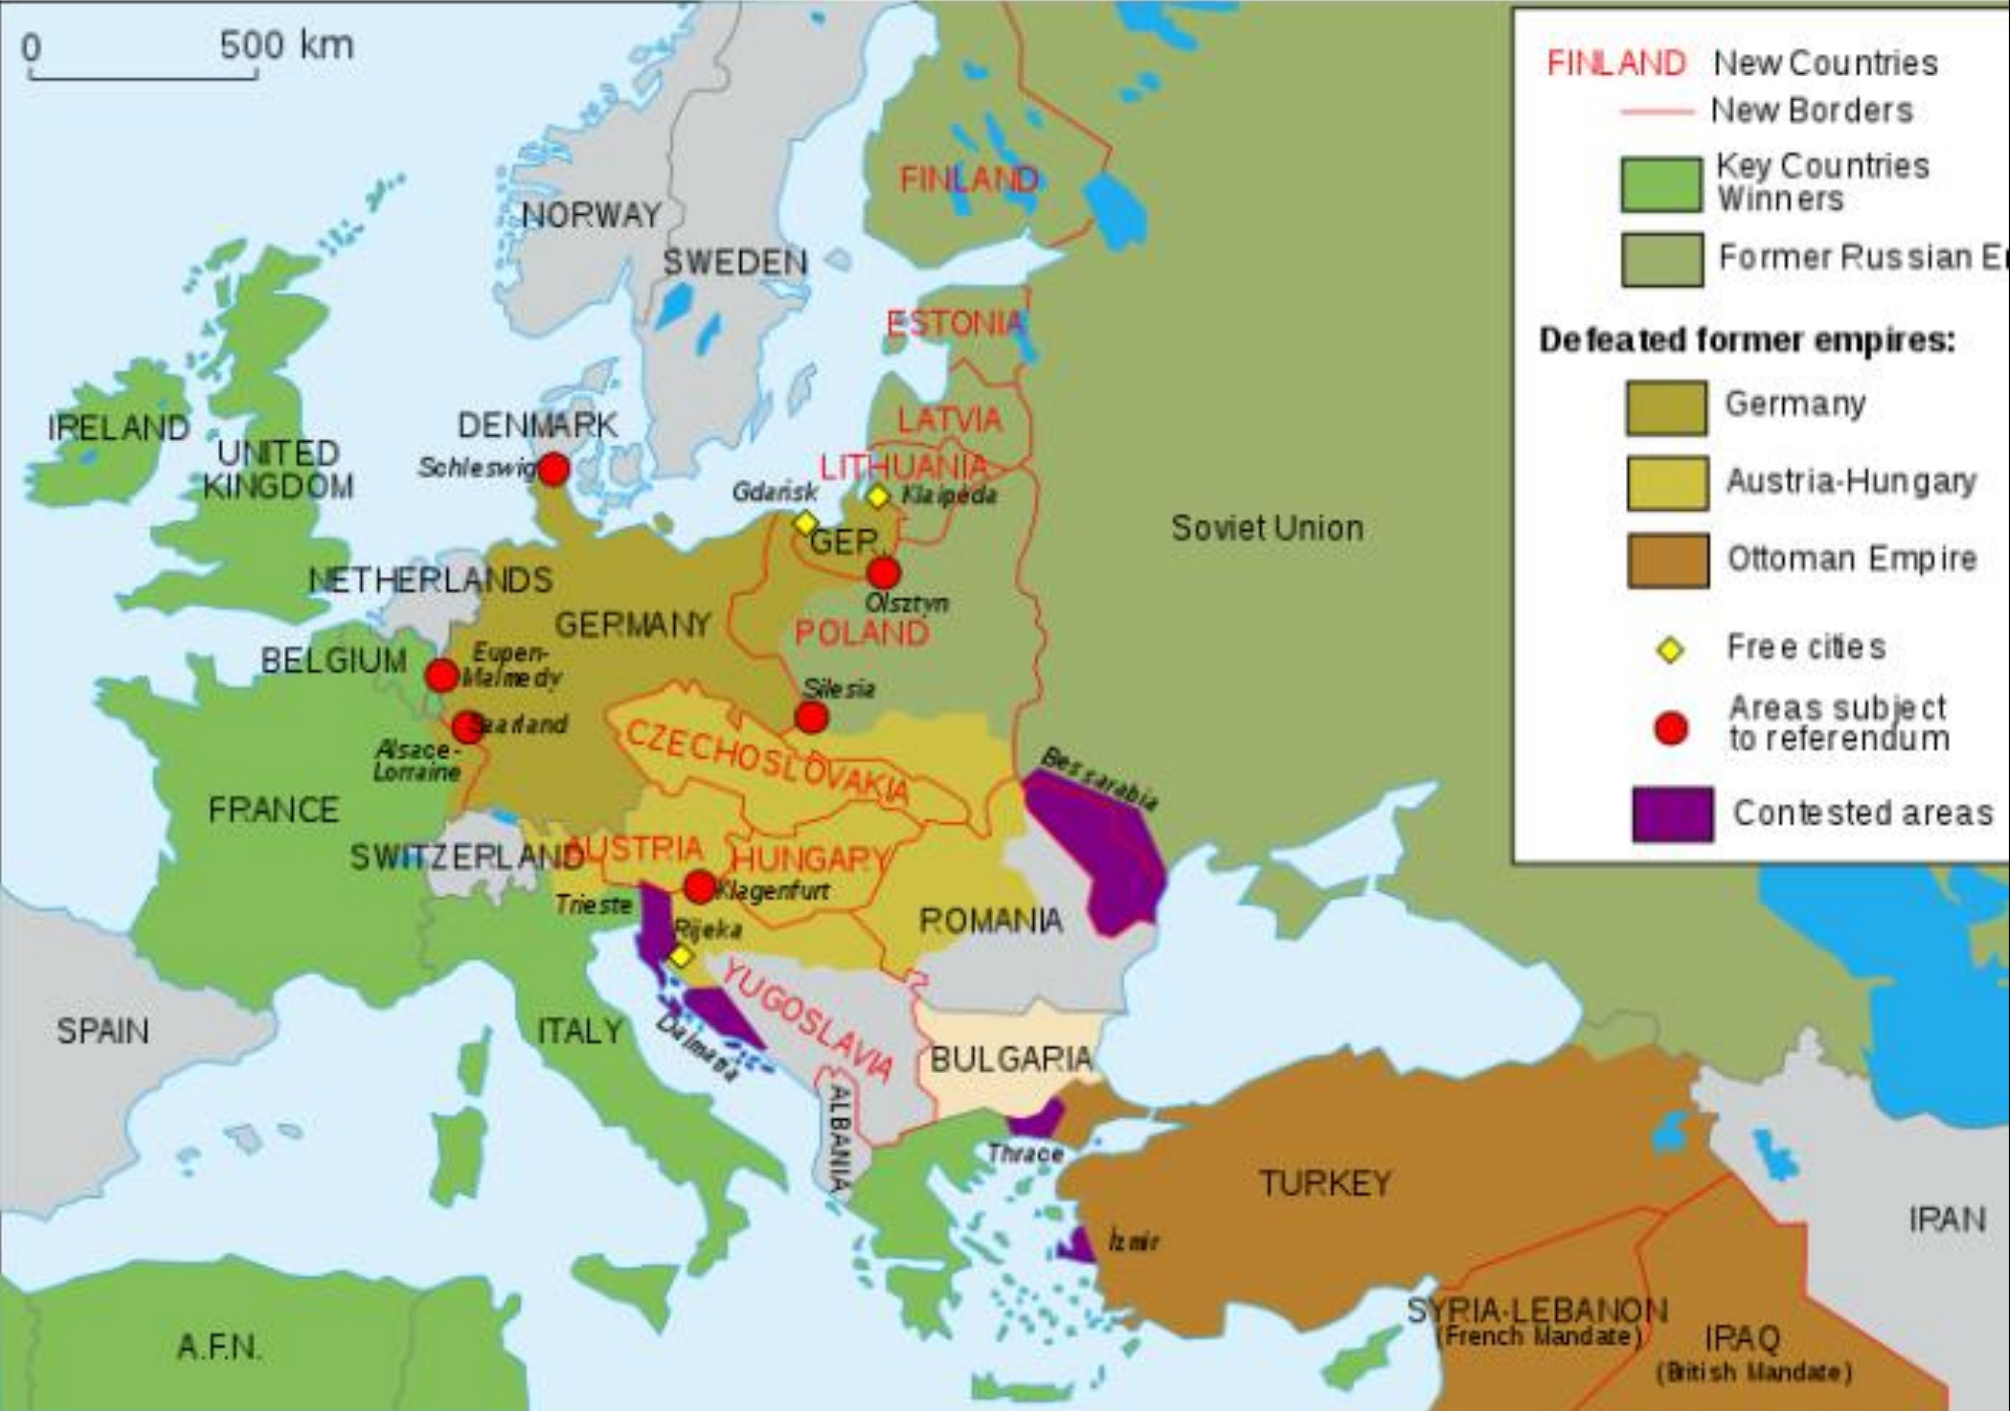 0 500 km
FINLAND New Countries
New Borders
Key Countries
Winners
Former Russian
Defeated former empires:
Germany
Austria-Hungary
Ottoman Empire
Free cities
Areas subject
to referendum
Contested areas
NORWAY
SWEDEN
FINLAND
ESTONIA
LATVIA
LITHUANIA
Klaipėda
IRELAND
UNITED
KINGDOM
DENMARK
Schleswig
Gdańsk
GER.
Olsztyn
Soviet Union
NETHERLANDS
GERMANY
POLAND
BELGIUM
Eupen-
Malmedy
Silesia
Saarland
Alsace-
Lorraine
CZECHOSLOVAKIA
Bessarabia
FRANCE
SWITZERLAND
AUSTRIA
HUNGARY
Klagenfurt
Trieste
Rijeka
ROMANIA
YUGOSLAVIA
SPAIN
ITALY
Dalmatia
BULGARIA
ALBANIA
Thrace
TURKEY
İzmir
IRAN
SYRIA-LEBANON
(French Mandate)
IRAQ
(British Mandate)
A.F.N.